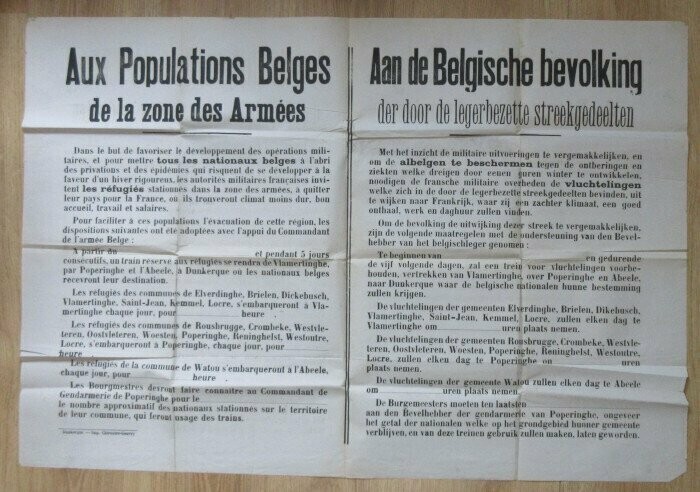 Aux Populations Belges
de la zone des Armées
Dans le but de favoriser le développement des opérations mili-
taires, et pour mettre tous les nationaux belges à l'abri
des privations et des épidémies qui risquent de se développer à la
faveur d'un hiver rigoureux, les autorités militaires françaises invi-
tent les réfugiés stationnés dans la zone des armées, à quitter
leur pays pour la France, où ils trouveront climat moins dur, bon
accueil, travail et salaires.
Pour faciliter à ces populations l'évacuation de cette région, les
dispositions suivantes ont été adoptées avec l'appui du Commandant
de l'armée Belge :
A partir du et pendant 5 jours
consécutifs, un train réservé aux réfugiés se rendra de Vlamertinghe,
par Poperinghe et l'Abeele, à Dunkerque où les nationaux belges
recevront leur destination.
Les réfugiés des communes de Elverdinghe, Brielen, Dickebusch,
Vlamertinghe, Saint-Jean, Kemmel, Locre, s'embarqueront à Vla-
mertinghe chaque jour, pour heure
Les réfugiés des communes de Rousbrugge, Crombeke, Westvle-
teren, Oostvleteren, Woesten, Poperinghe, Reninghelst, Westoutre,
Locre, s'embarqueront à Poperinghe, chaque jour, pour
heure
Les réfugiés de la commune de Watou s'embarqueront à l'Abeele,
chaque jour, pour heure .
Les Bourgmestres devront faire connaître au Commandant de
Gendarmerie de Poperinghe pour le
le nombre approximatif des nationaux stationnés sur le territoire
de leur commune, qui feront usage des trains.
Aan de Belgische bevolking
der door de legerbezette streekgedeelten
Met het inzicht de militaire uitvoeringen te vergemakkelijken, en
om de albelgen te beschermen tegen de ontberingen en
ziekten welke dreigen door eenen guren winter te ontwikkelen,
noodigen de fransche militaire overheden de vluchtelingen
welke zich in de door de legerbezette streekgedeelten bevinden, uit
te wijken naar Frankrijk, waar zij een zachter klimaat, een goed
onthaal, werk en daghuur zullen vinden.
Om de bevolking de uitwijking dezer streek te vergemakkelijken,
zijn de volgende maatregelen met de ondersteuning van den Bevel-
hebber van het belgischleger genomen :
Te beginnen van en gedurende
de vijf volgende dagen, zal een trein voor vluchtelingen voorbe-
houden, vertrekken van Vlamertinghe, over Poperinghe en Abeele,
naar Dunkerque waar de belgische nationalen hunne bestemming
zullen krijgen.
De vluchtelingen der gemeenten Elverdinghe, Brielen, Dikebusch,
Vlamertinghe, Saint-Jean, Kemmel, Locre, zullen elken dag te
Vlamertinghe om uren plaats nemen.
De vluchtelingen der gemeenten Rousbrugge, Crombeke, Westvle-
teren, Oostvleteren, Woesten, Poperinghe, Reninghelst, Westoutre,
Locre, zullen elken dag te Poperinghe om uren
plaats nemen.
De vluchtelingen der gemeente Watou zullen elken dag te Abeele
om uren plaats nemen.
De Burgemeesters moeten ten laatsten
aan den Bevelhebber der gendarmerie van Poperinghe, ongeveer
het getal der nationalen welke op het grondgebied hunner gemeente
verblijven, en van deze treinen gebruik zullen maken, laten geworden.